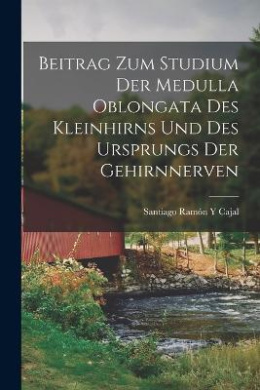 Beitrag Zum Studium
Der Medulla
Oblongata Des
Kleinhirns Und Des
Ursprungs Der
Gehirnnerven
Santiago Ramón Y Cajal